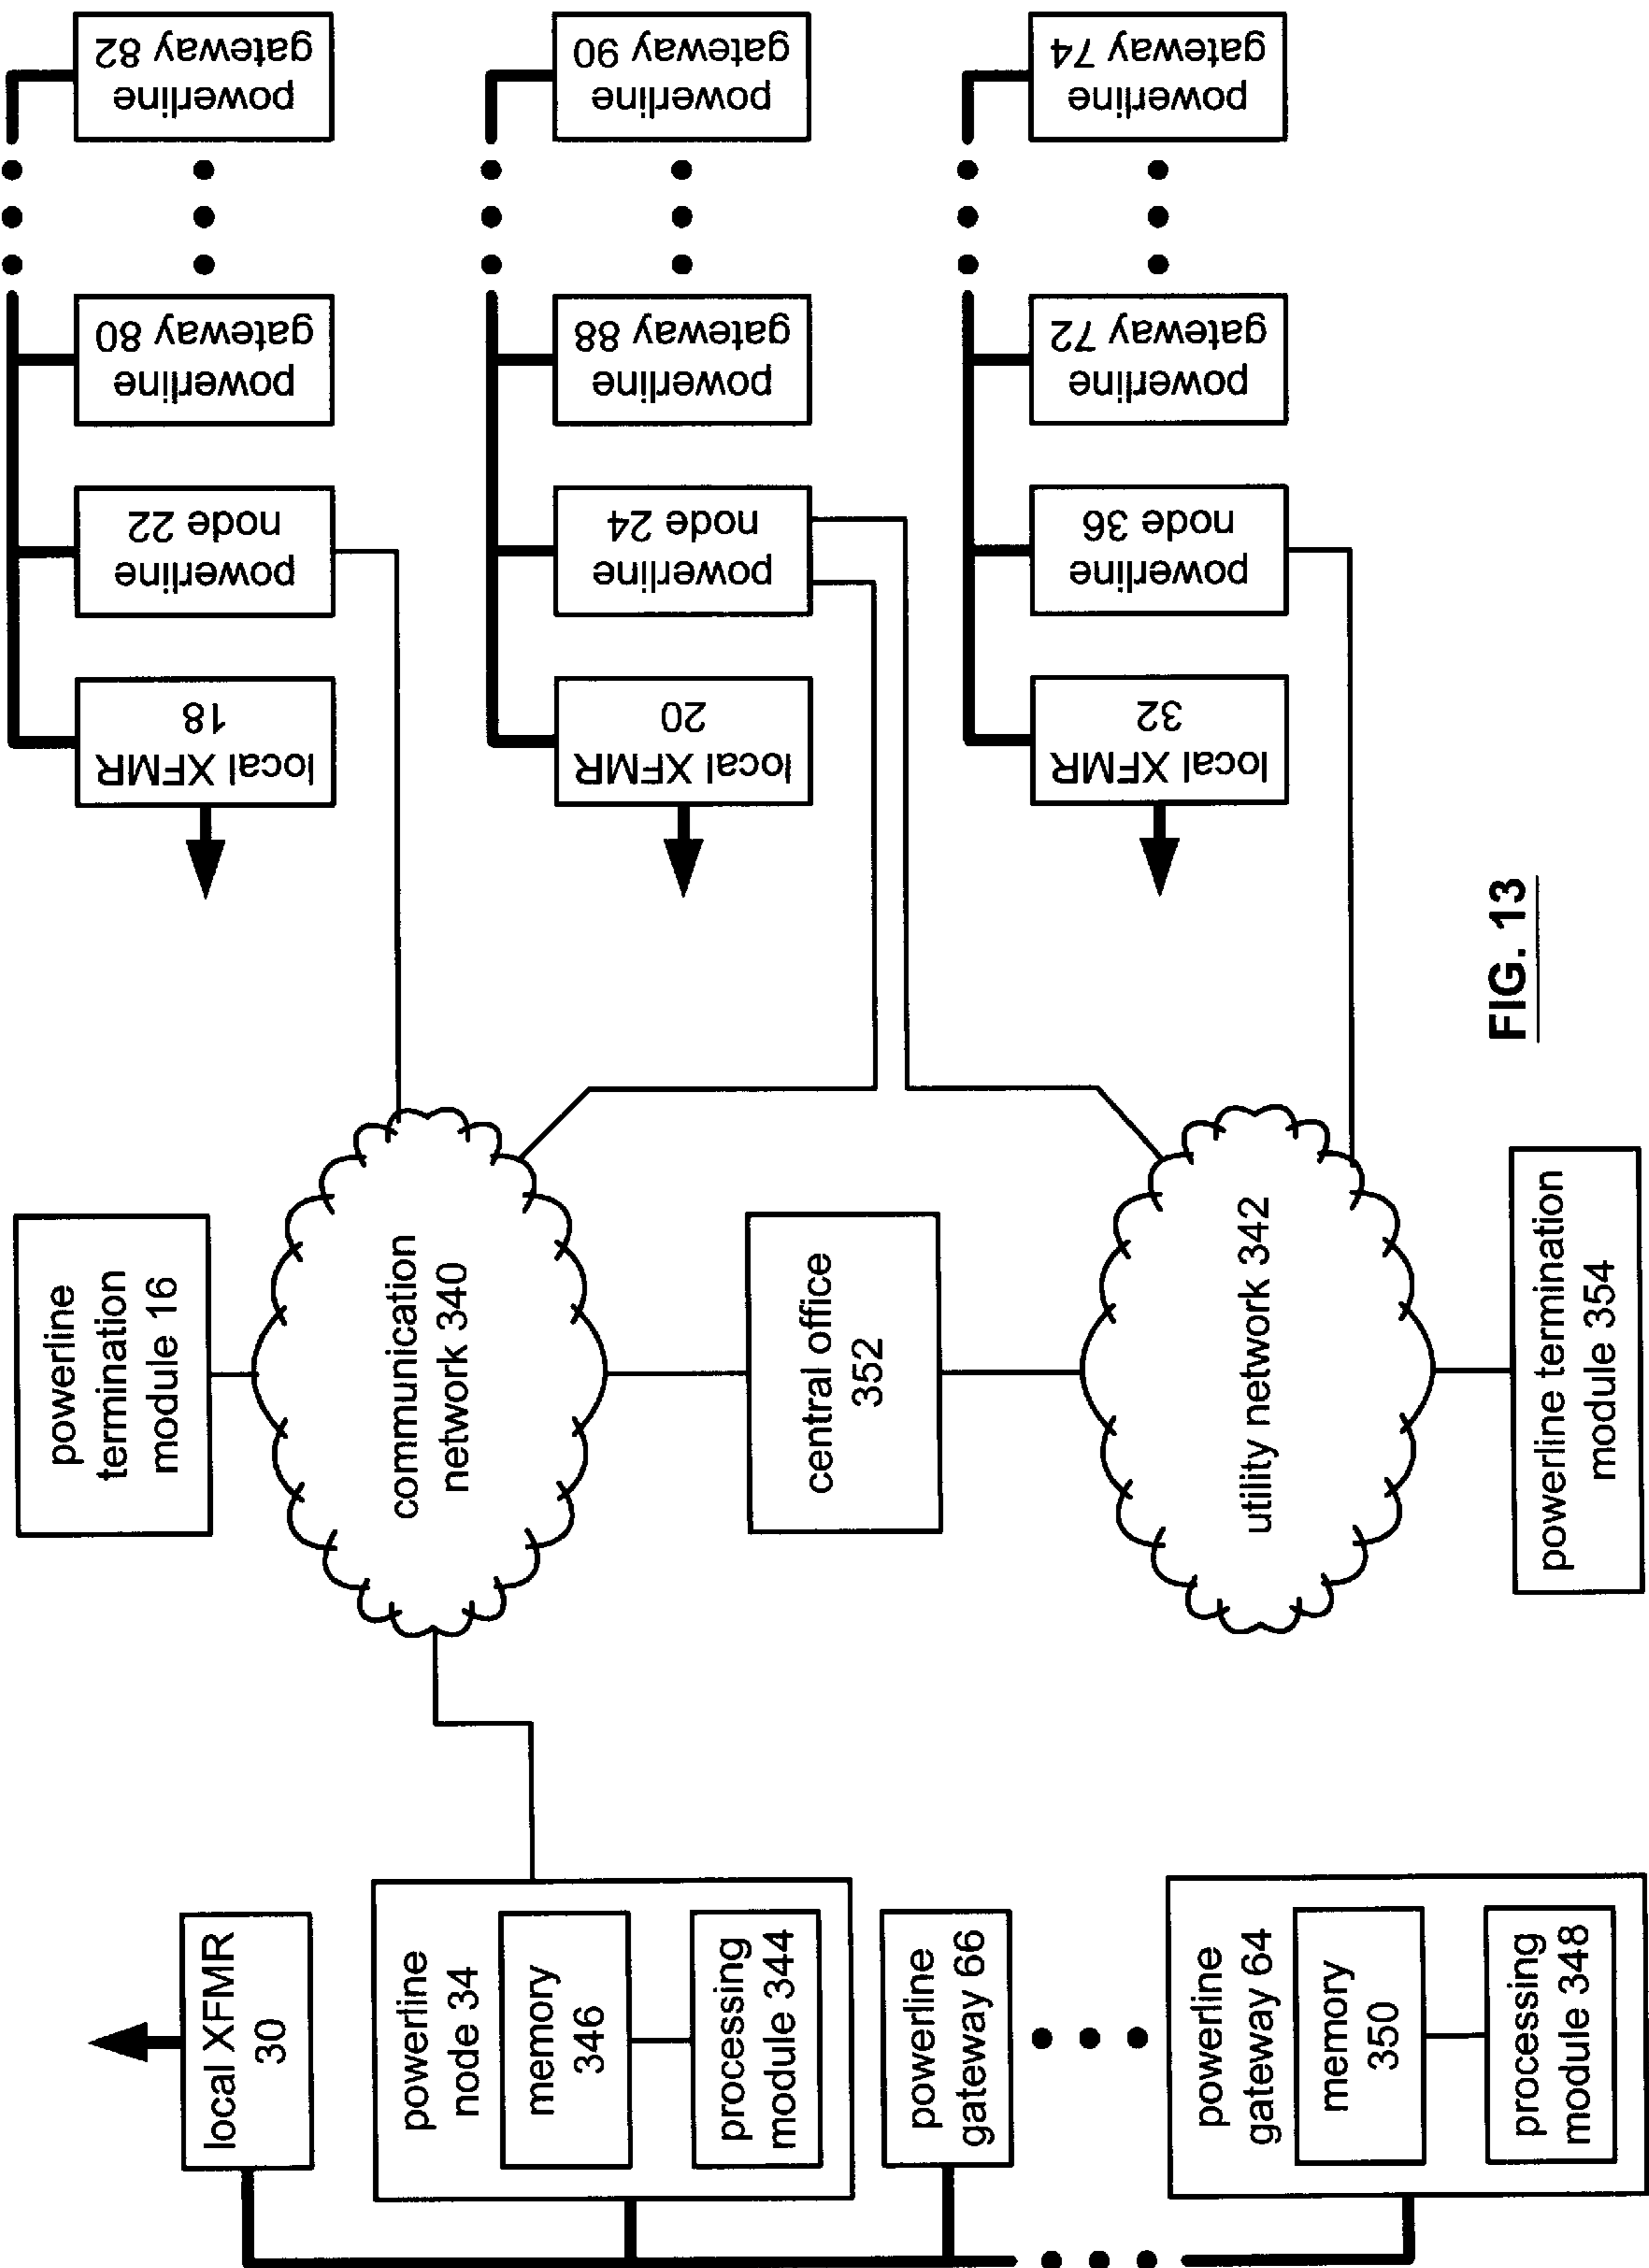 local XFMR
30
powerline
node 34
memory
346
processing
module 344
powerline
gateway 66
powerline
gateway 64
memory
350
processing
module 348
powerline
termination
module 16
communication
network 340
central office
352
utility network 342
powerline termination
module 354
local XFMR
18
powerline
node 22
powerline
gateway 80
powerline
gateway 82
local XFMR
20
powerline
node 24
powerline
gateway 88
powerline
gateway 90
local XFMR
32
powerline
node 36
powerline
gateway 72
powerline
gateway 74
FIG. 13